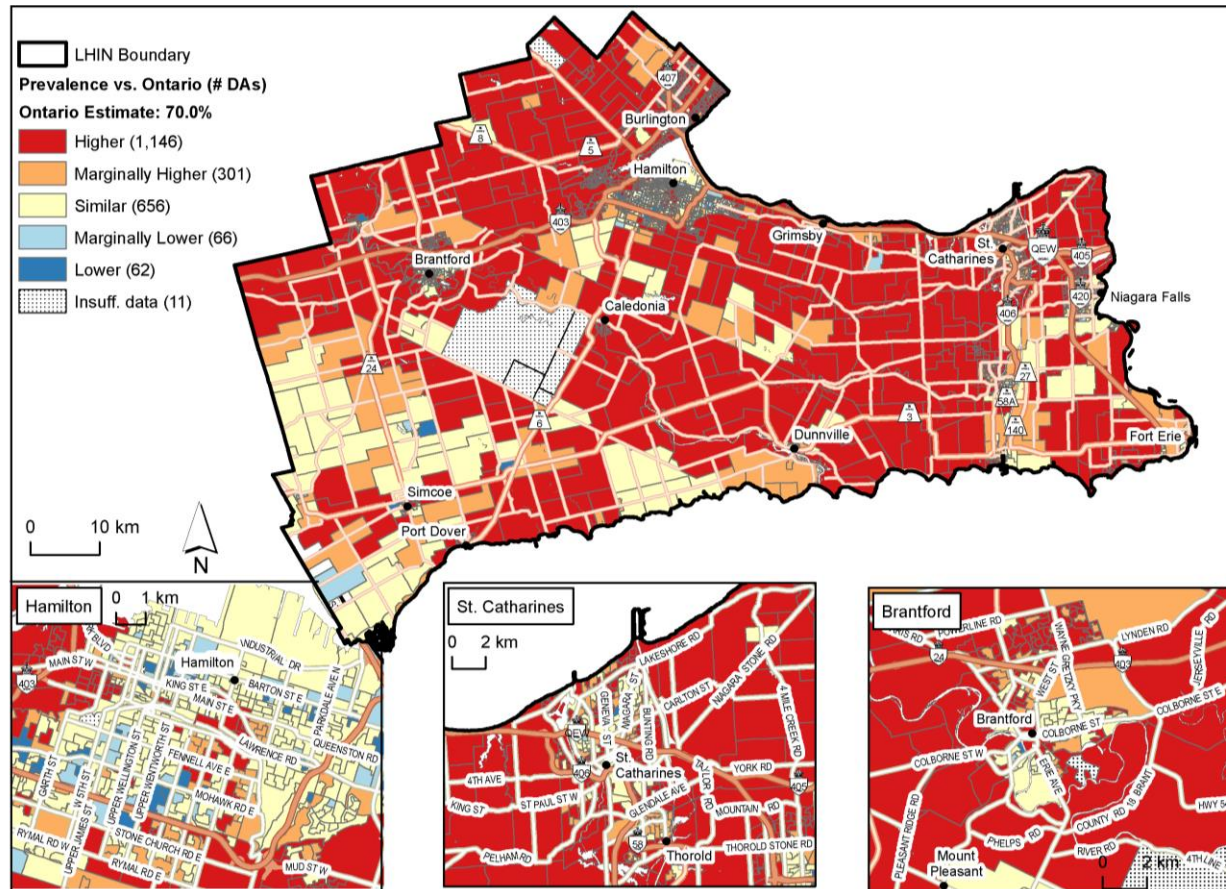 LHIN Boundary
Prevalence vs. Ontario (# DAs)
Ontario Estimate: 70.0%
Higher (1,146)
Marginally Higher (301)
Similar (656)
Marginally Lower (66)
Lower (62)
Insuff. data (11)
407
Burlington
8
5
Hamilton
403
Grimsby
St.
Catharines
QEW
405
Brantford
420
Niagara Falls
Caledonia
406
24
27
58A
6
3
140
Dunnville
Fort Erie
Simcoe
Port Dover
0 10 km
N
Hamilton
0 1 km
INDUSTRIAL DR
MAIN ST W
403
Hamilton
KING ST E
BARTON ST E
MAIN ST E
PARKDALE AVE N
QUEENSTON RD
LAWRENCE RD
FENNELL AVE E
GARTH ST
W 5TH ST
UPPER WELLINGTON ST
UPPER WENTWORTH ST
MOHAWK RD E
UPPER JAMES ST
STONE CHURCH RD E
RYMAL RD W
RYMAL RD E
MUD ST W
St. Catharines
0 2 km
LAKESHORE RD
NIAGARA STONE RD
CARLTON ST
GENEVA ST
NIAGARA ST
BUNTING RD
4 MILE CREEK RD
QEW
406
St.
Catharines
4TH AVE
YORK RD
405
KING ST
ST PAUL ST W
GLENDALE AVE
TAYLOR RD
MOUNTAIN RD
58
PELHAM RD
Thorold
THOROLD STONE RD
Brantford
POWERLINE RD
24
WAYNE GRETZKY PKY
WEST ST
LYNDEN RD
403
JERSEYVILLE RD
COLBORNE ST E
Brantford
COLBORNE ST
COLBORNE ST W
ERIE AVE
COUNTY RD 18 BRANT
HWY 54
PLEASANT RIDGE RD
PHELPS RD
RIVER RD
4TH LINE
Mount
Pleasant
0 2 km